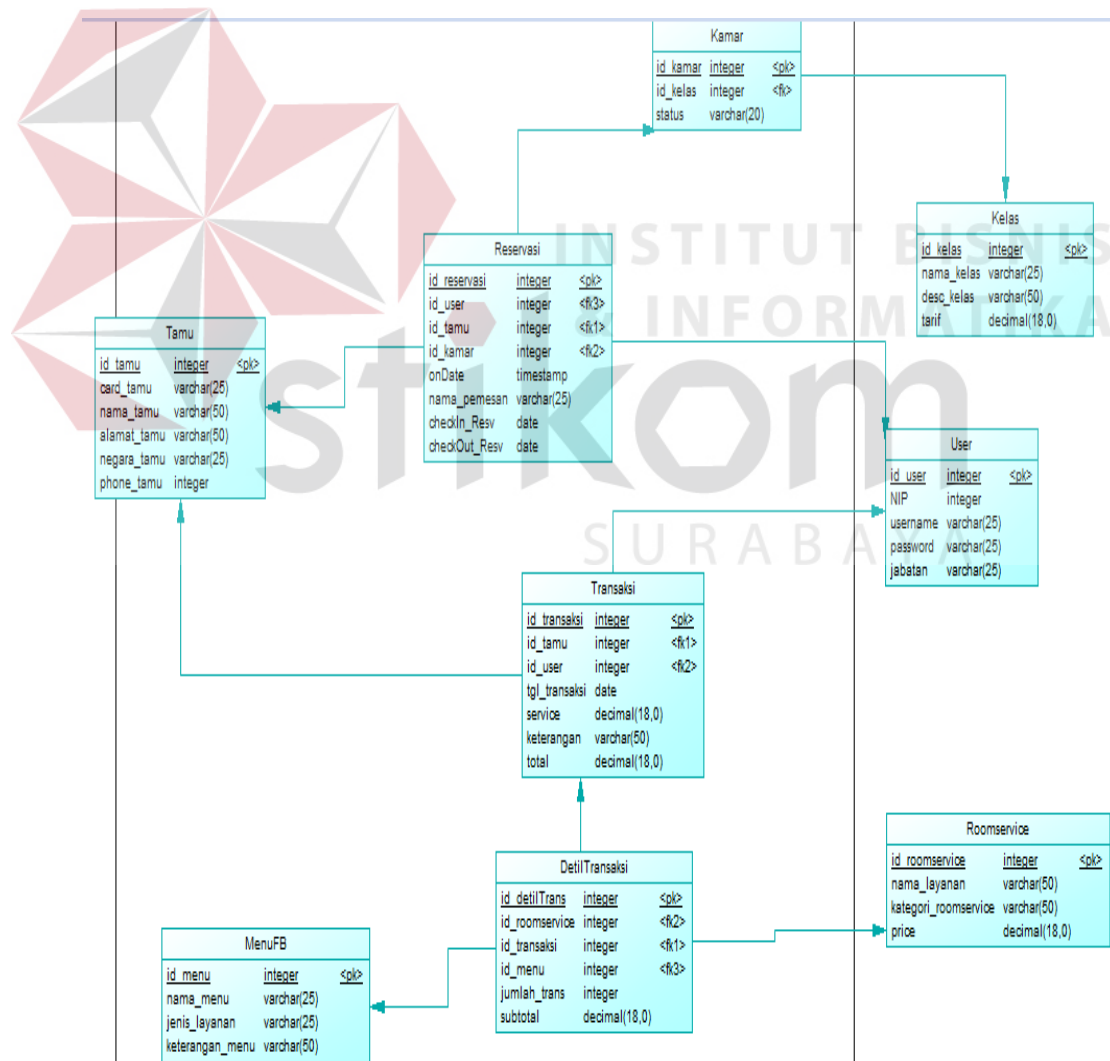 Kamar
id_kamar integer <pk>
id_kelas integer <fk>
status varchar(20)
INSTITUT BISNIS
& INFORMATIKA
stikom
SURABAYA
Kelas
id_kelas integer <pk>
nama_kelas varchar(25)
desc_kelas varchar(50)
tarif decimal(18,0)
Reservasi
id_reservasi integer <pk>
id_user integer <fk3>
id_tamu integer <fk1>
id_kamar integer <fk2>
onDate timestamp
nama_pemesan varchar(25)
checkIn_Resv date
checkOut_Resv date
Tamu
id_tamu integer <pk>
card_tamu varchar(25)
nama_tamu varchar(50)
alamat_tamu varchar(50)
negara_tamu varchar(25)
phone_tamu integer
User
id_user integer <pk>
NIP integer
username varchar(25)
password varchar(25)
jabatan varchar(25)
Transaksi
id_transaksi integer <pk>
id_tamu integer <fk1>
id_user integer <fk2>
tgl_transaksi date
service decimal(18,0)
keterangan varchar(50)
total decimal(18,0)
Roomservice
id_roomservice integer <pk>
nama_layanan varchar(50)
kategori_roomservice varchar(50)
price decimal(18,0)
DetilTransaksi
id_detilTrans integer <pk>
id_roomservice integer <fk2>
id_transaksi integer <fk1>
id_menu integer <fk3>
jumlah_trans integer
subtotal decimal(18,0)
MenuFB
id_menu integer <pk>
nama_menu varchar(25)
jenis_layanan varchar(25)
keterangan_menu varchar(50)